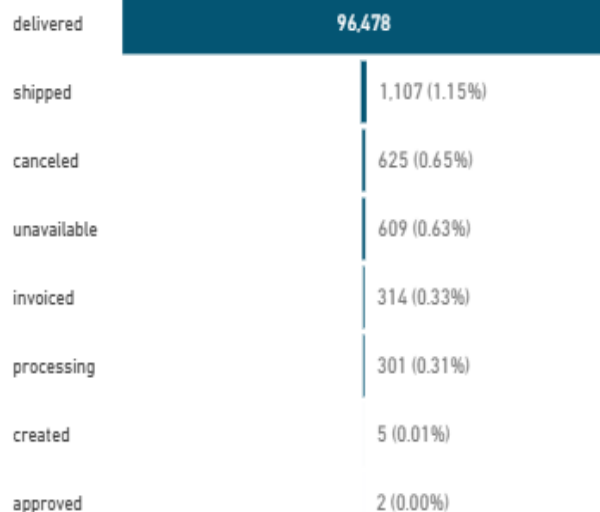 delivered 96,478
shipped 1,107 (1.15%)
canceled 625 (0.65%)
unavailable 609 (0.63%)
invoiced 314 (0.33%)
processing 301 (0.31%)
created 5 (0.01%)
approved 2 (0.00%)